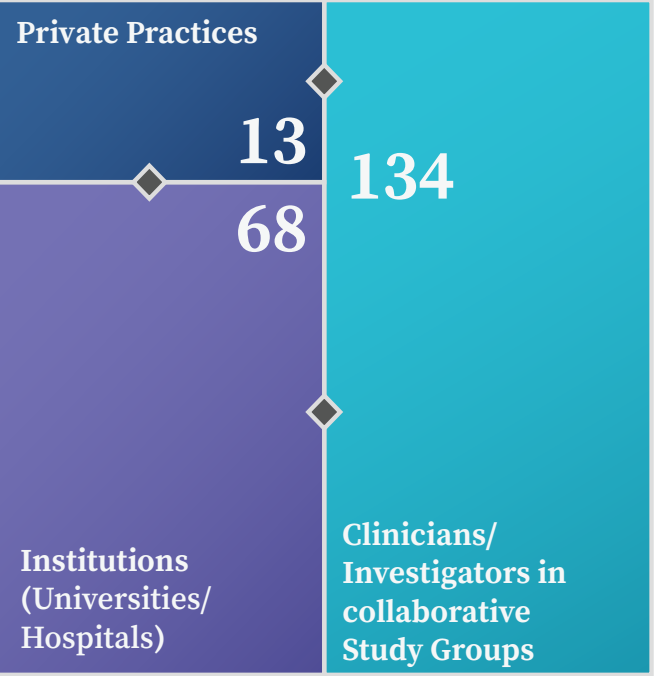 Private Practices
13
68
Institutions
(Universities/
Hospitals)
134
Clinicians/
Investigators in
collaborative
Study Groups